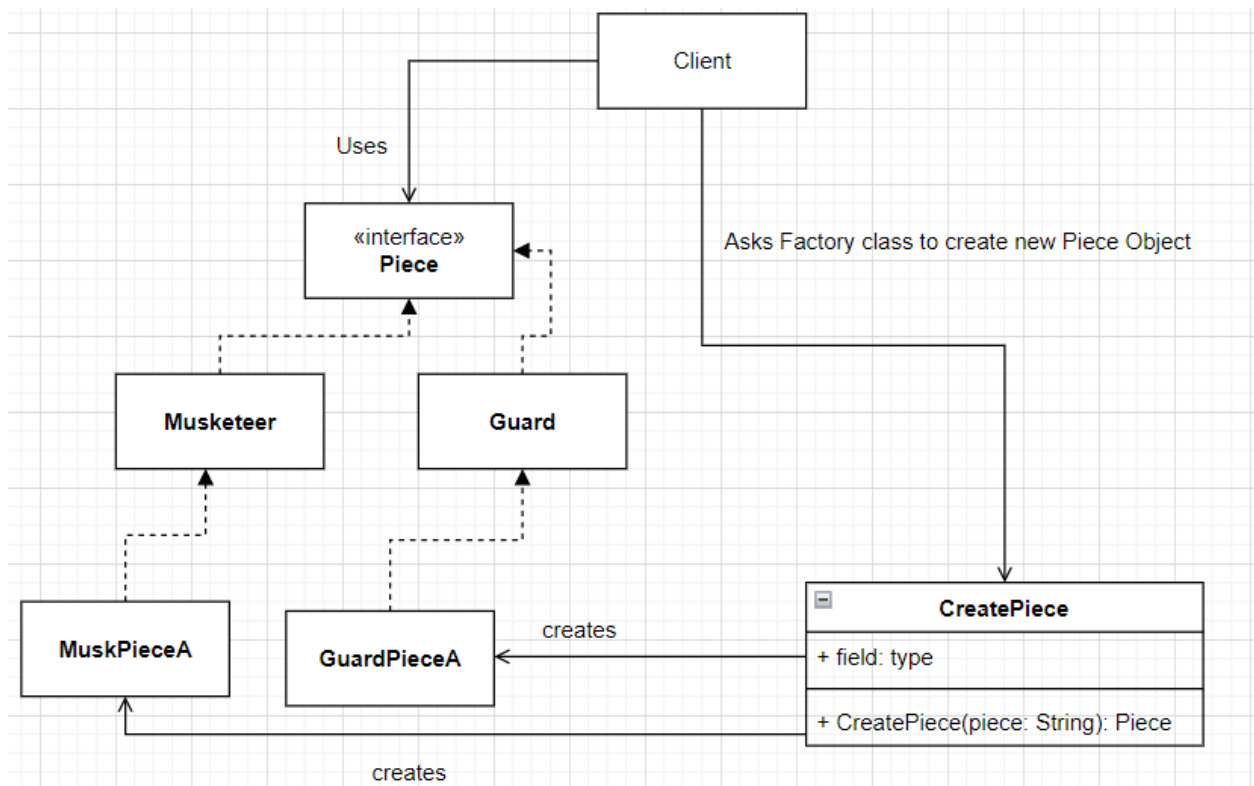 Client
Uses
«interface»
Piece
Asks Factory class to create new Piece Object
Musketeer
Guard
CreatePiece
MuskPieceA
GuardPieceA
creates
+ field: type
+ CreatePiece(piece: String): Piece
creates